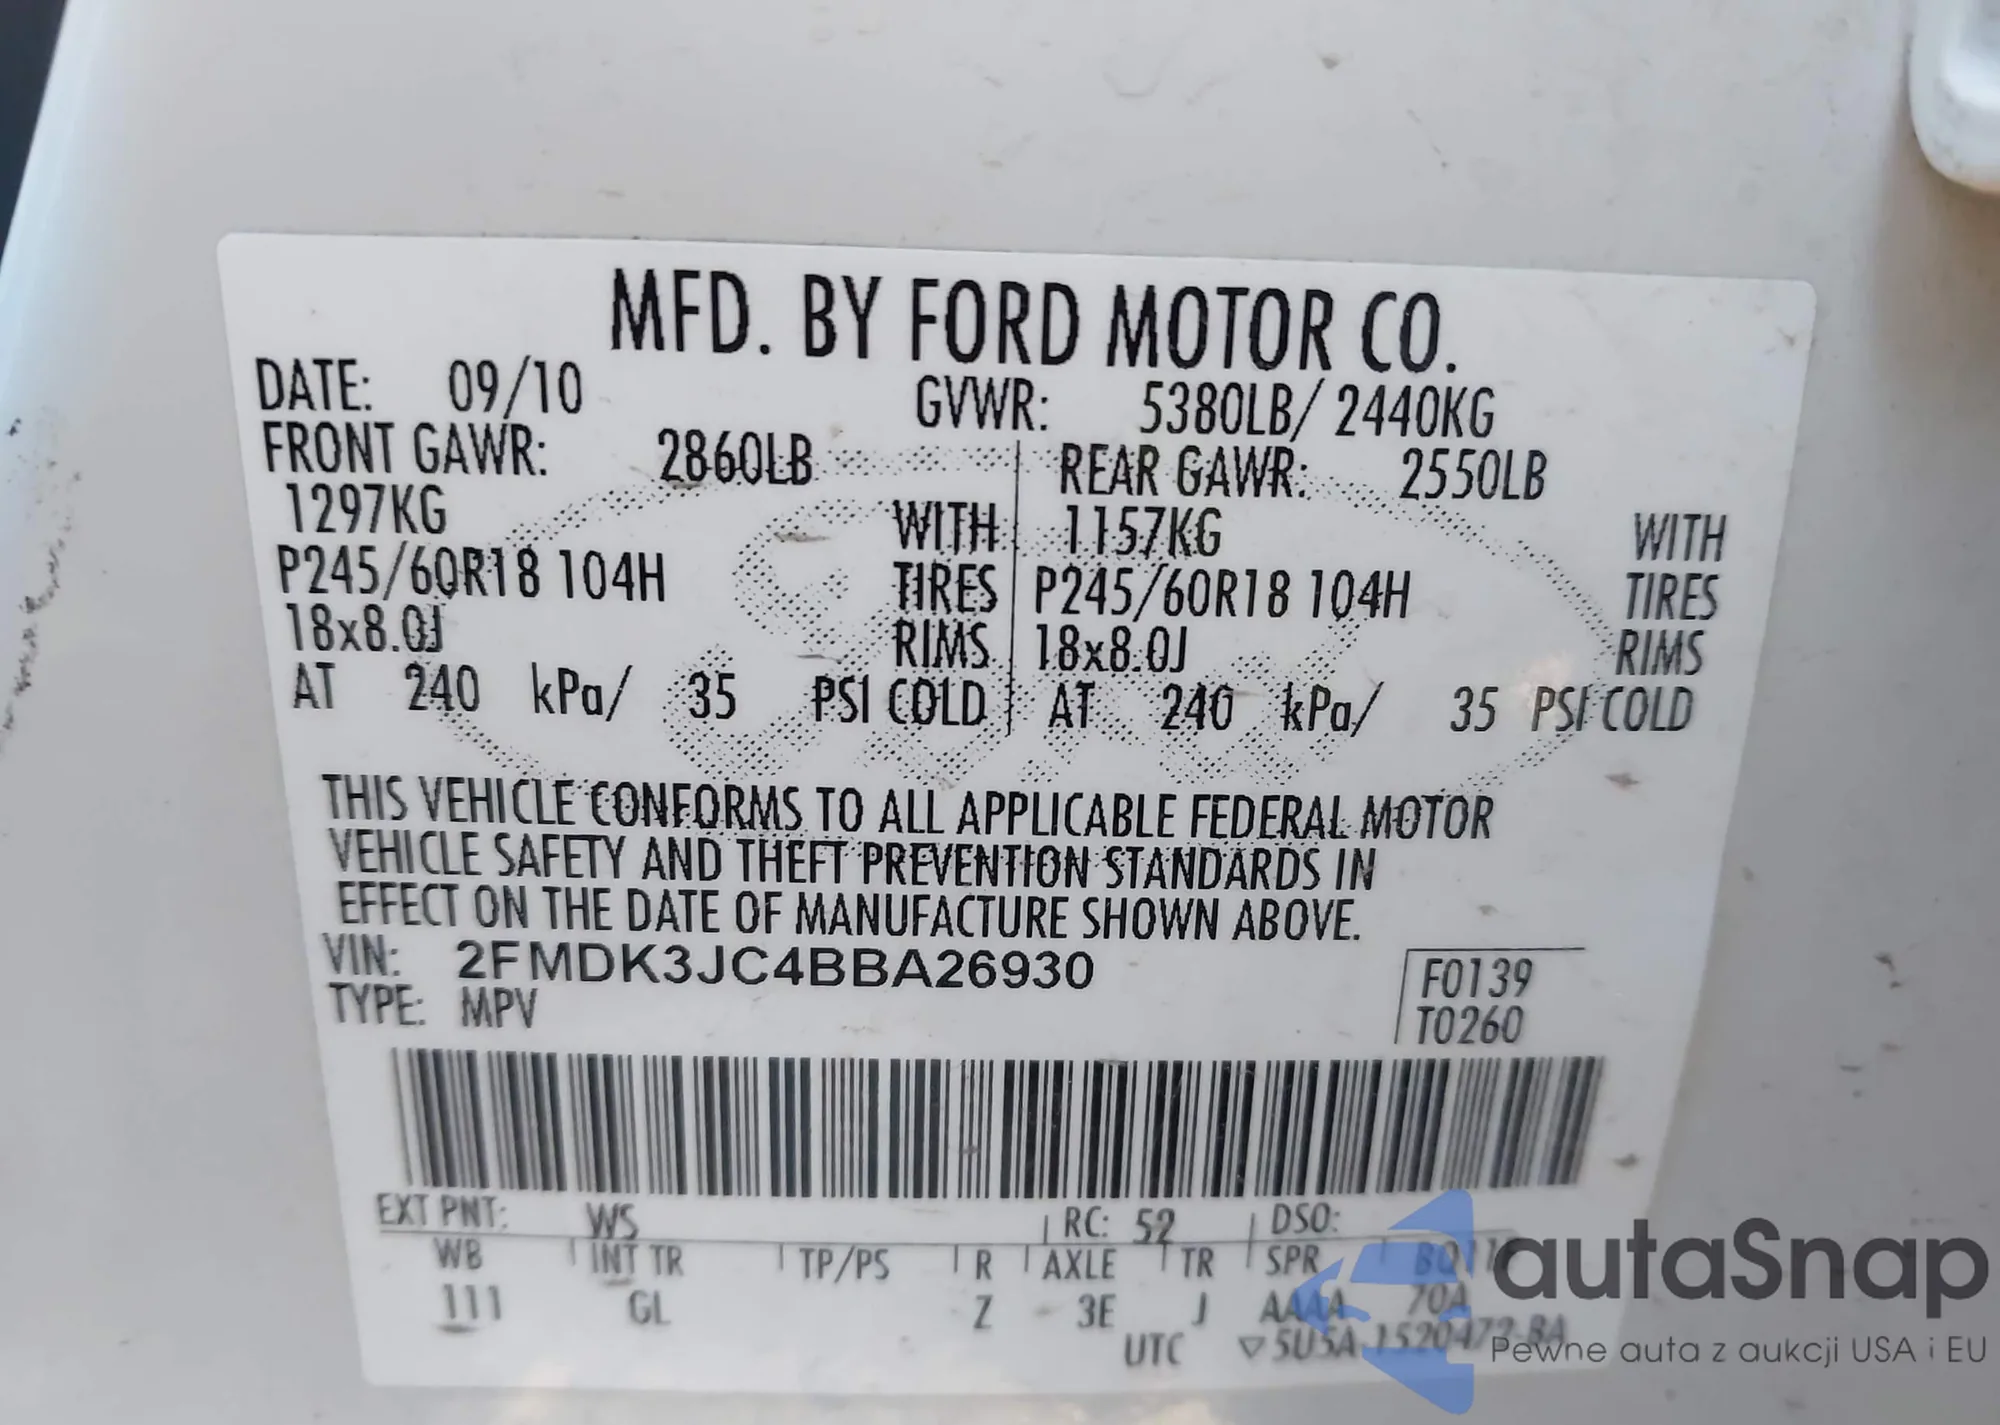 MFD. BY FORD MOTOR CO.
DATE: 09/10 GVWR: 5380LB/ 2440KG
FRONT GAWR: 2860LB REAR GAWR: 2550LB
1297KG WITH 1157KG WITH
P245/60R18 104H TIRES P245/60R18 104H TIRES
18x8.0J RIMS 18x8.0J RIMS
AT 240 kPa/ 35 PSI COLD AT 240 kPa/ 35 PSI COLD
THIS VEHICLE CONFORMS TO ALL APPLICABLE FEDERAL MOTOR
VEHICLE SAFETY AND THEFT PREVENTION STANDARDS IN
EFFECT ON THE DATE OF MANUFACTURE SHOWN ABOVE.
VIN: 2FMDK3JC4BBA26930 F0139
TYPE: MPV T0260
EXT PNT: WS RC: 52 DSO:
WB INT TR TP/PS R AXLE TR SPR
111 GL Z 3E J AAAA 70A
UTC ▽5U5A-1520472-BA
autaSnap
Pewne auta z aukcji USA i EU